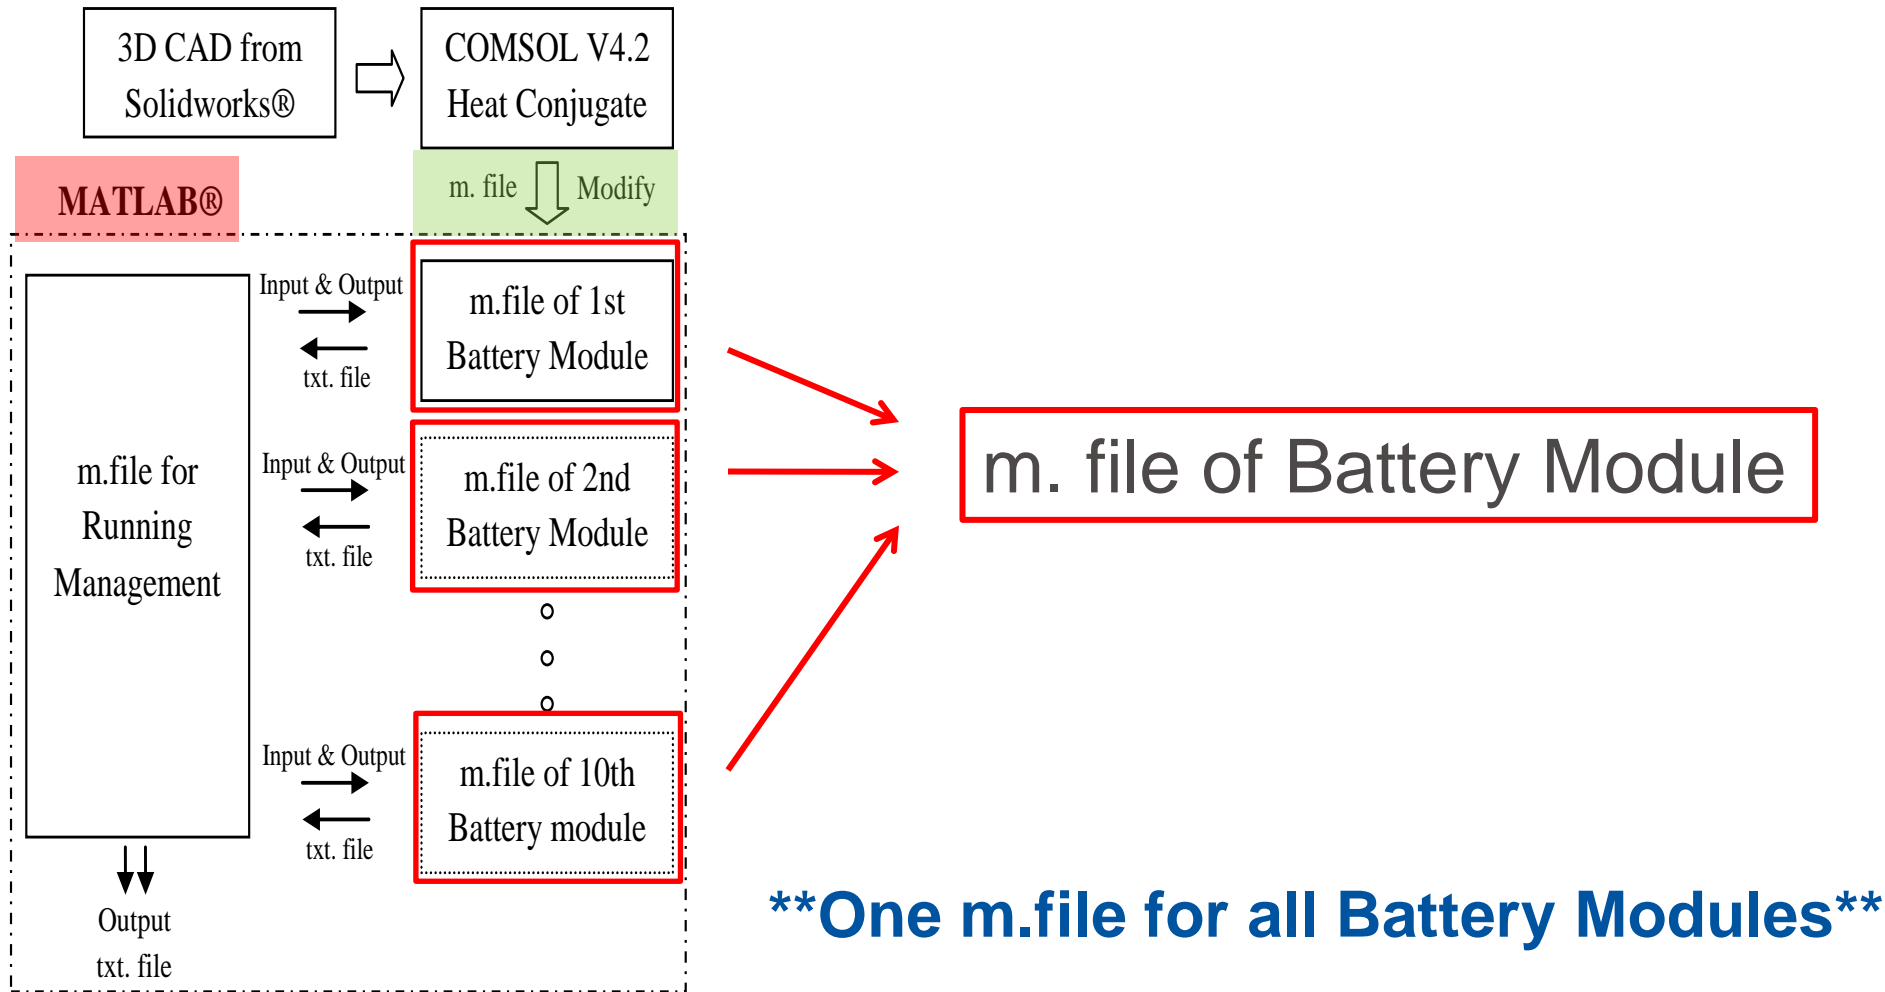 3D CAD from
Solidworks®
COMSOL V4.2
Heat Conjugate
MATLAB®
m. file
Modify
m.file for
Running
Management
Input & Output
txt. file
m.file of 1st
Battery Module
Input & Output
txt. file
m.file of 2nd
Battery Module
Input & Output
txt. file
m.file of 10th
Battery module
Output
txt. file
m. file of Battery Module
**One m.file for all Battery Modules**